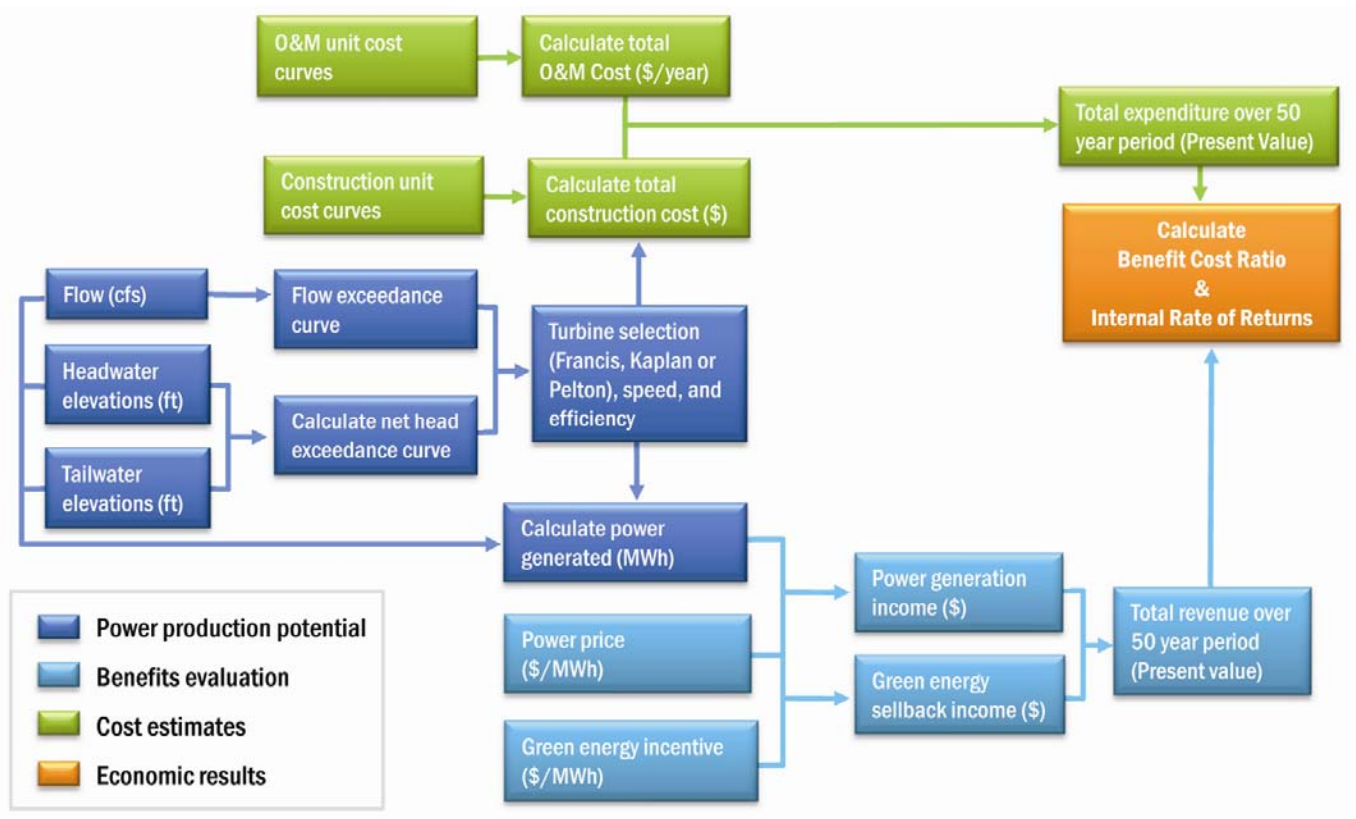 O&M unit cost
curves
Calculate total
O&M Cost ($/year)
Total expenditure over 50
year period (Present Value)
Construction unit
cost curves
Calculate total
construction cost ($)
Calculate
Benefit Cost Ratio
&
Internal Rate of Returns
Flow (cfs)
Flow exceedance
curve
Headwater
elevations (ft)
Calculate net head
exceedance curve
Tailwater
elevations (ft)
Turbine selection
(Francis, Kaplan or
Pelton), speed, and
efficiency
Calculate power
generated (MWh)
Power price
($/MWh)
Green energy incentive
($/MWh)
Power generation
income ($)
Green energy
sellback income ($)
Total revenue over
50 year period
(Present value)
Power production potential
Benefits evaluation
Cost estimates
Economic results